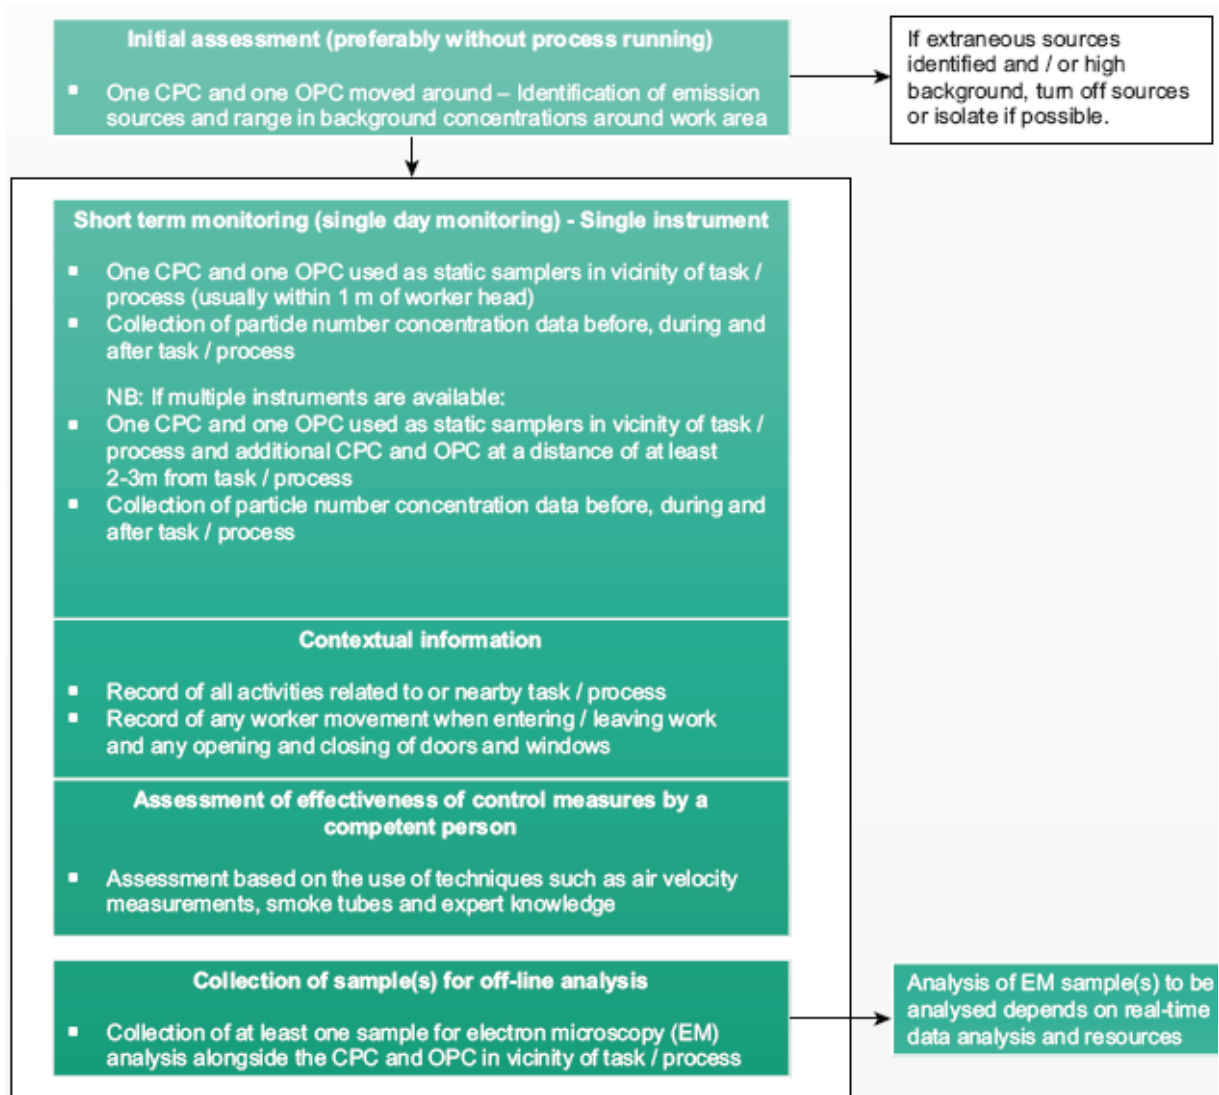 Initial assessment (preferably without process running)
▪ One CPC and one OPC moved around – Identification of emission
sources and range in background concentrations around work area
If extraneous sources
identified and / or high
background, turn off sources
or isolate if possible.
Short term monitoring (single day monitoring) - Single instrument
▪ One CPC and one OPC used as static samplers in vicinity of task /
process (usually within 1 m of worker head)
▪ Collection of particle number concentration data before, during and
after task / process
NB: If multiple instruments are available:
▪ One CPC and one OPC used as static samplers in vicinity of task /
process and additional CPC and OPC at a distance of at least
2-3m from task / process
▪ Collection of particle number concentration data before, during and
after task / process
Contextual information
▪ Record of all activities related to or nearby task / process
▪ Record of any worker movement when entering / leaving work
and any opening and closing of doors and windows
Assessment of effectiveness of control measures by a
competent person
▪ Assessment based on the use of techniques such as air velocity
measurements, smoke tubes and expert knowledge
Collection of sample(s) for off-line analysis
▪ Collection of at least one sample for electron microscopy (EM)
analysis alongside the CPC and OPC in vicinity of task / process
Analysis of EM sample(s) to be
analysed depends on real-time
data analysis and resources